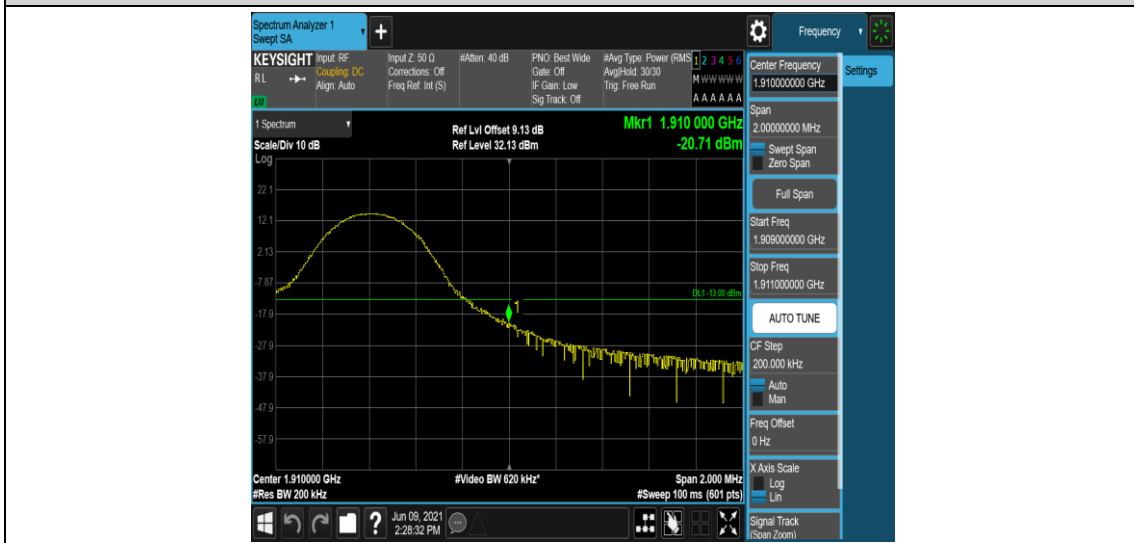 Spectrum Analyzer 1
Swept SA
+
Frequency
KEYSIGHT
RL
Input: RF
Coupling: DC
Align: Auto
Input Z: 50 Ω
Corrections: Off
Freq Ref: Int (S)
#Atten: 40 dB
PNO: Best Wide
Gate: Off
IF Gain: Low
Sig Track: Off
#Avg Type: Power (RMS
Avg|Hold: 30/30
Trig: Free Run
1 2 3 4 5 6
M W W W W W
A A A A A A
1 Spectrum
Scale/Div 10 dB
Ref Lvl Offset 9.13 dB
Ref Level 32.13 dBm
Mkr1 1.910 000 GHz
-20.71 dBm
Log
22.1
12.1
2.13
-7.87
-17.9
-27.9
-37.9
-47.9
-57.9
DL1 -13.00 dBm
1
Center 1.910000 GHz
#Res BW 200 kHz
#Video BW 620 kHz*
Span 2.000 MHz
#Sweep 100 ms (601 pts)
Center Frequency
1.910000000 GHz
Settings
Span
2.00000000 MHz
Swept Span
Zero Span
Full Span
Start Freq
1.909000000 GHz
Stop Freq
1.911000000 GHz
AUTO TUNE
CF Step
200.000 kHz
Auto
Man
Freq Offset
0 Hz
X Axis Scale
Log
Lin
Signal Track
(Span Zoom)
?
Jun 09, 2021
2:28:32 PM